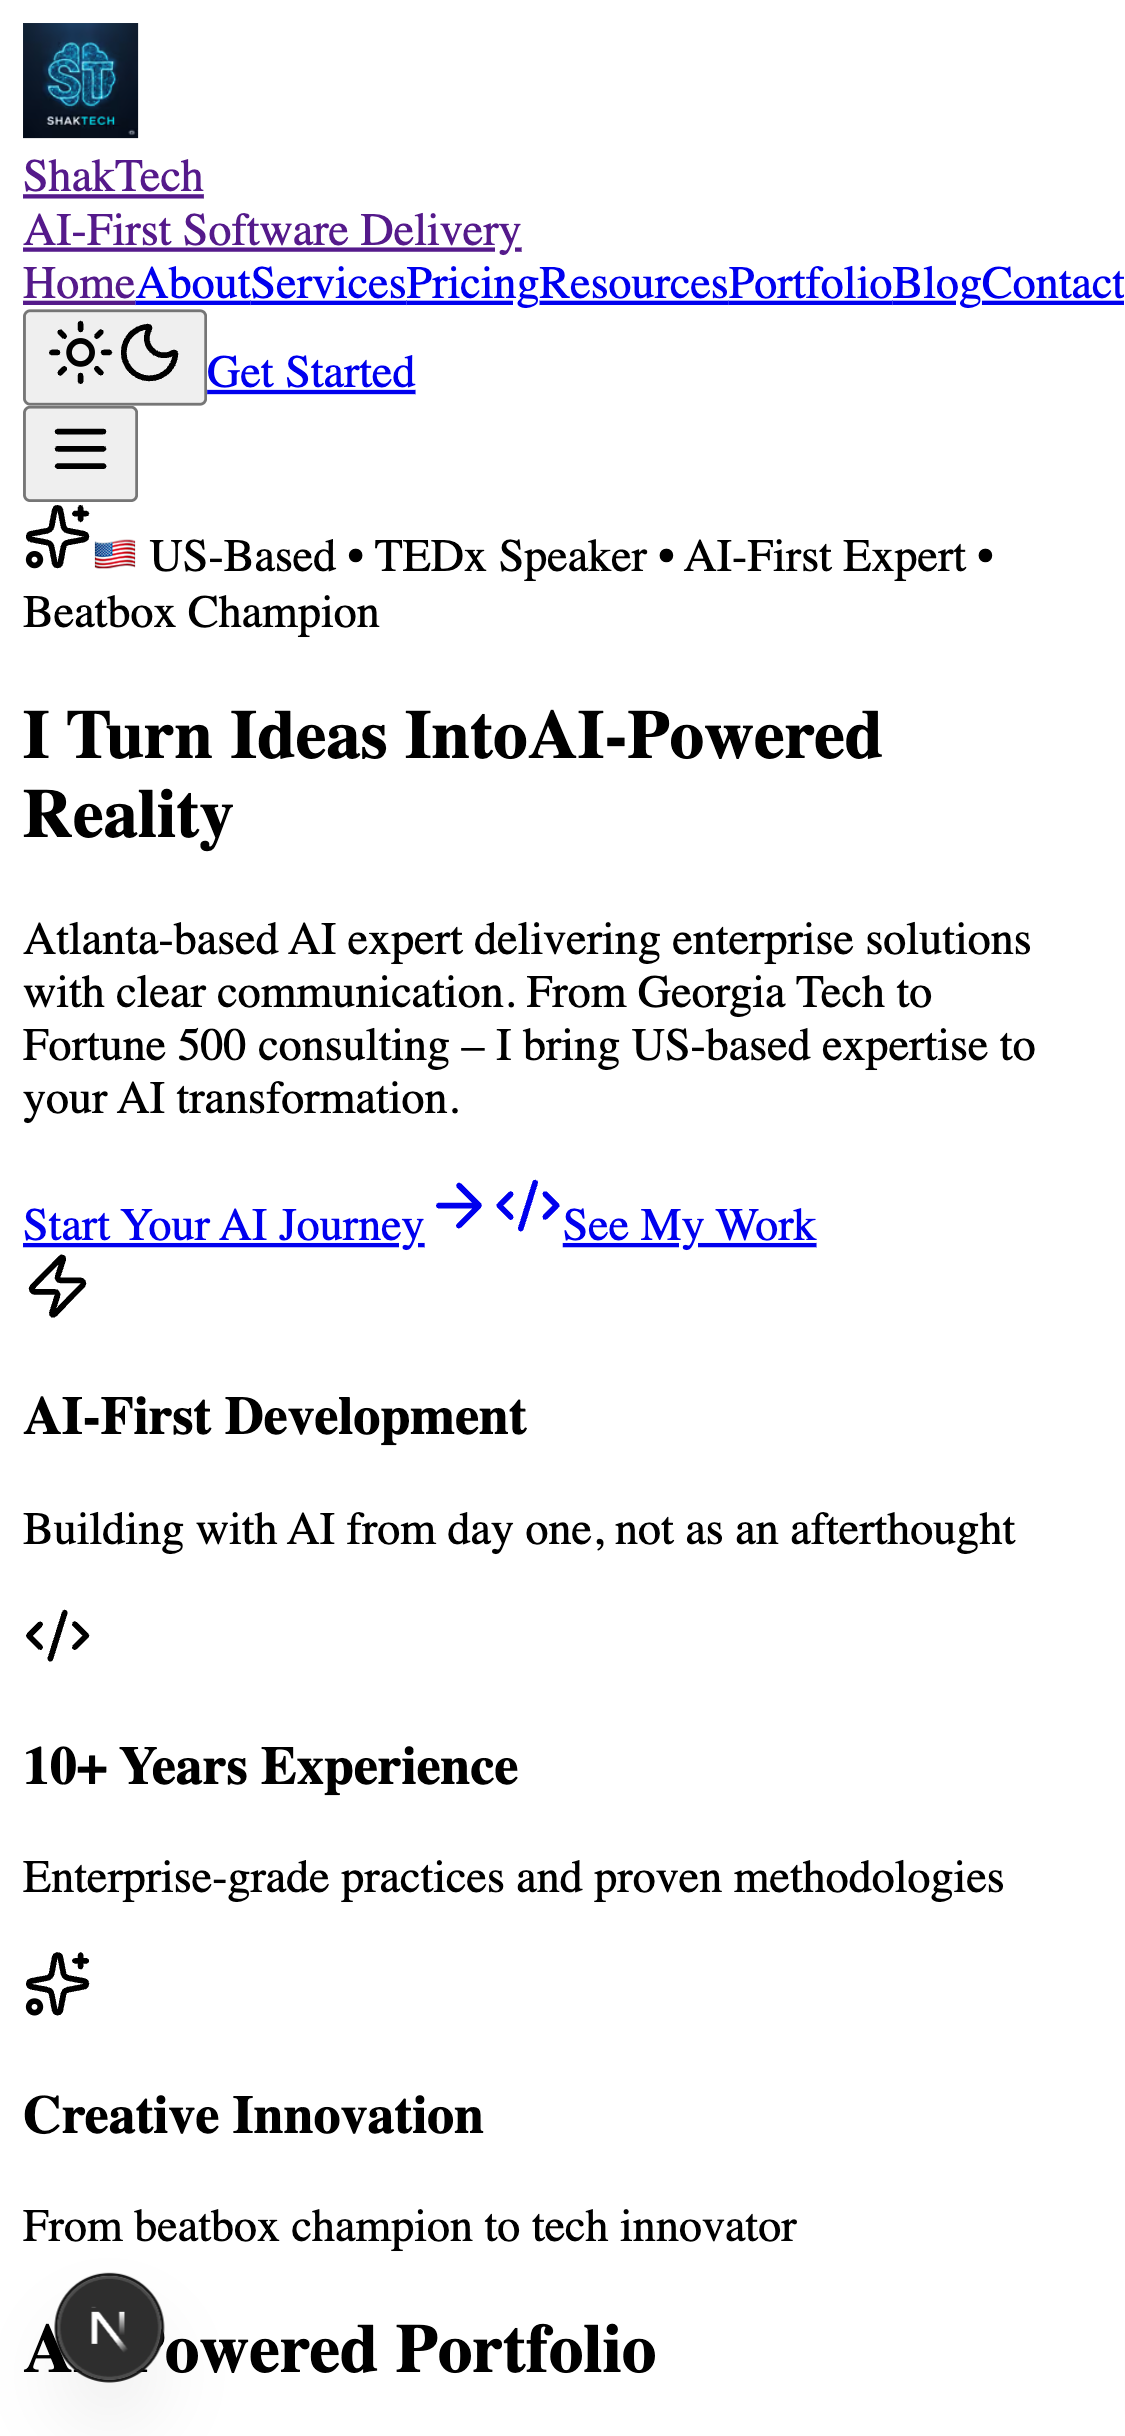 ST
SHAKTECH
ShakTech
AI-First Software Delivery
HomeAboutServicesPricingResourcesPortfolioBlogContact
Get Started
🇺🇸 US-Based • TEDx Speaker • AI-First Expert •
Beatbox Champion
I Turn Ideas IntoAI-Powered
Reality
Atlanta-based AI expert delivering enterprise solutions
with clear communication. From Georgia Tech to
Fortune 500 consulting – I bring US-based expertise to
your AI transformation.
Start Your AI Journey </> See My Work
AI-First Development
Building with AI from day one, not as an afterthought
</>
10+ Years Experience
Enterprise-grade practices and proven methodologies
Creative Innovation
From beatbox champion to tech innovator
N
owered Portfolio